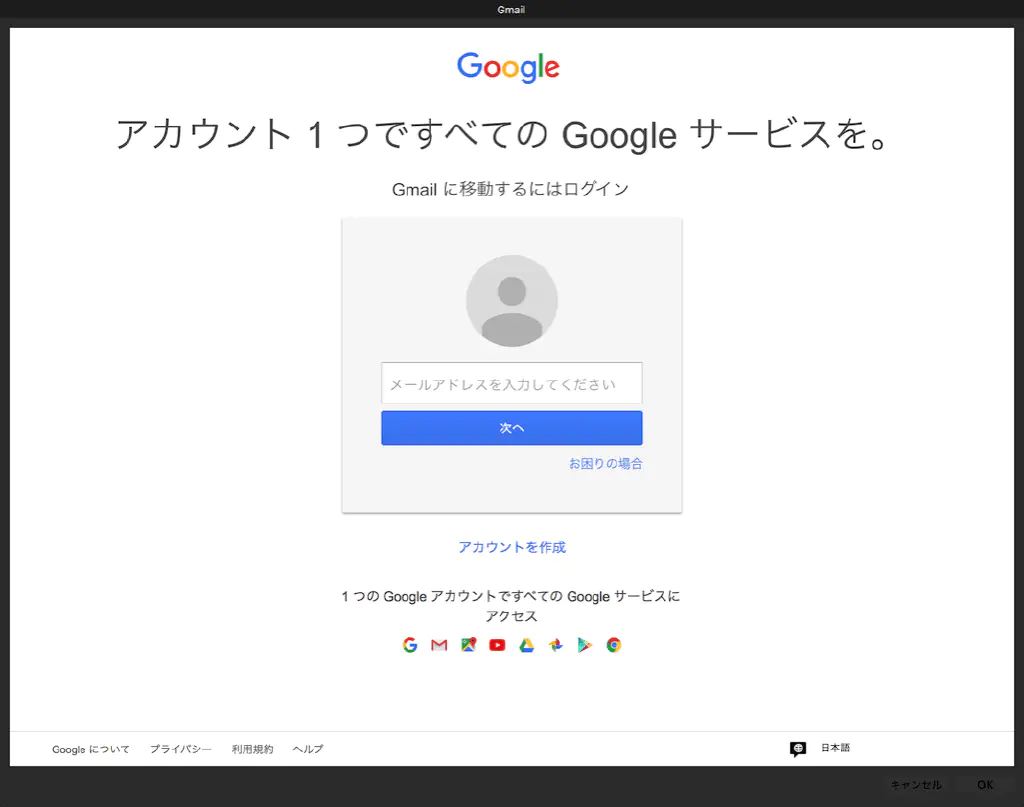 Gmail
Google
アカウント 1 つですべての Google サービスを。
Gmail に移動するにはログイン
メールアドレスを入力してください
次へ
お困りの場合
アカウントを作成
1 つの Google アカウントですべての Google サービスに
アクセス
Google について プライバシー 利用規約 ヘルプ 日本語
キャンセル OK